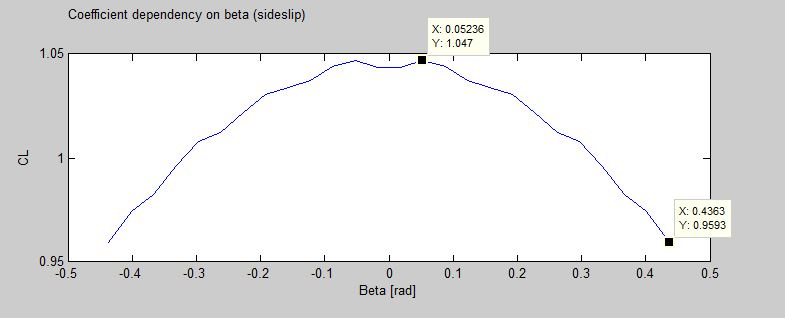 Coefficient dependency on beta (sideslip)
X: 0.05236
Y: 1.047
1.05
CL
1
X: 0.4363
Y: 0.9593
0.95
-0.5 -0.4 -0.3 -0.2 -0.1 0 0.1 0.2 0.3 0.4 0.5
Beta [rad]